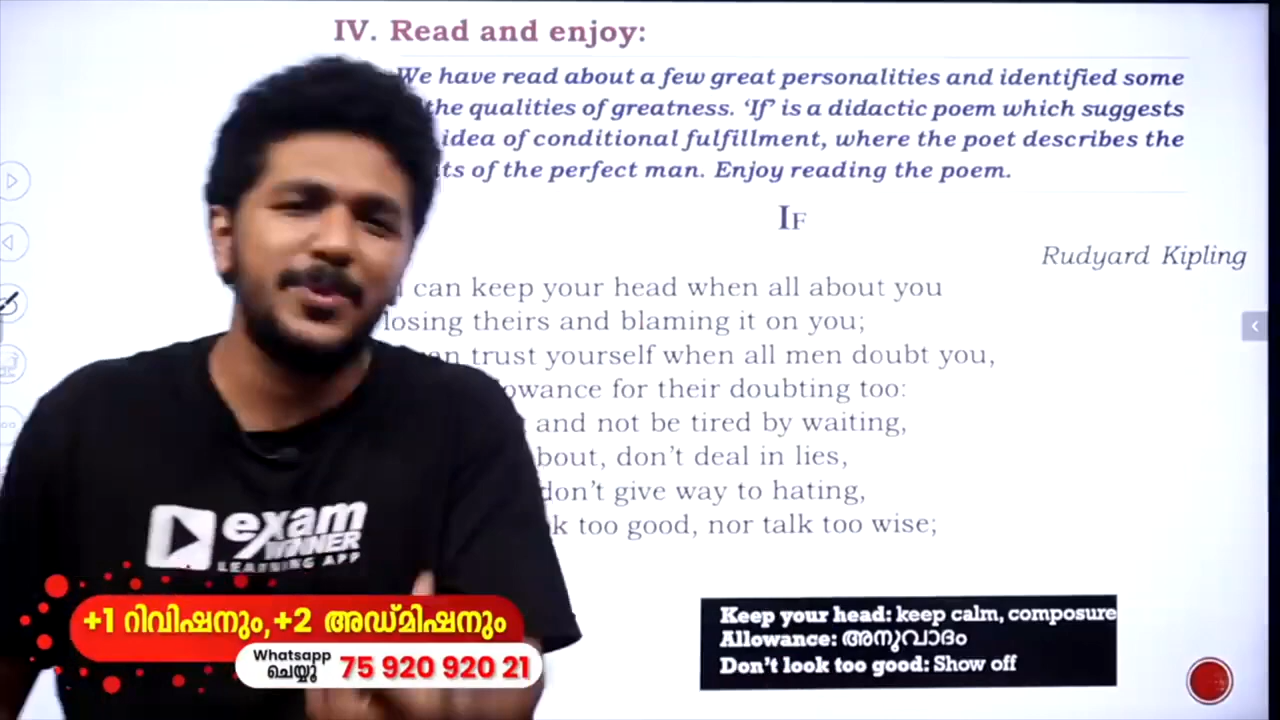 IV. Read and enjoy:
We have read about a few great personalities and identified some
the qualities of greatness. ‘If’ is a didactic poem which suggests
idea of conditional fulfillment, where the poet describes the
ts of the perfect man. Enjoy reading the poem.
IF
Rudyard Kipling
can keep your head when all about you
losing theirs and blaming it on you;
an trust yourself when all men doubt you,
owance for their doubting too:
and not be tired by waiting,
bout, don’t deal in lies,
don’t give way to hating,
k too good, nor talk too wise;
exam
WINNER
LEARNING APP
+1 റിവിഷനും,+2 അഡ്മിഷനും
Whatsapp
ചെയ്യൂ
75 920 920 21
Keep your head: keep calm, composure
Allowance: അനുവാദം
Don’t look too good: Show off